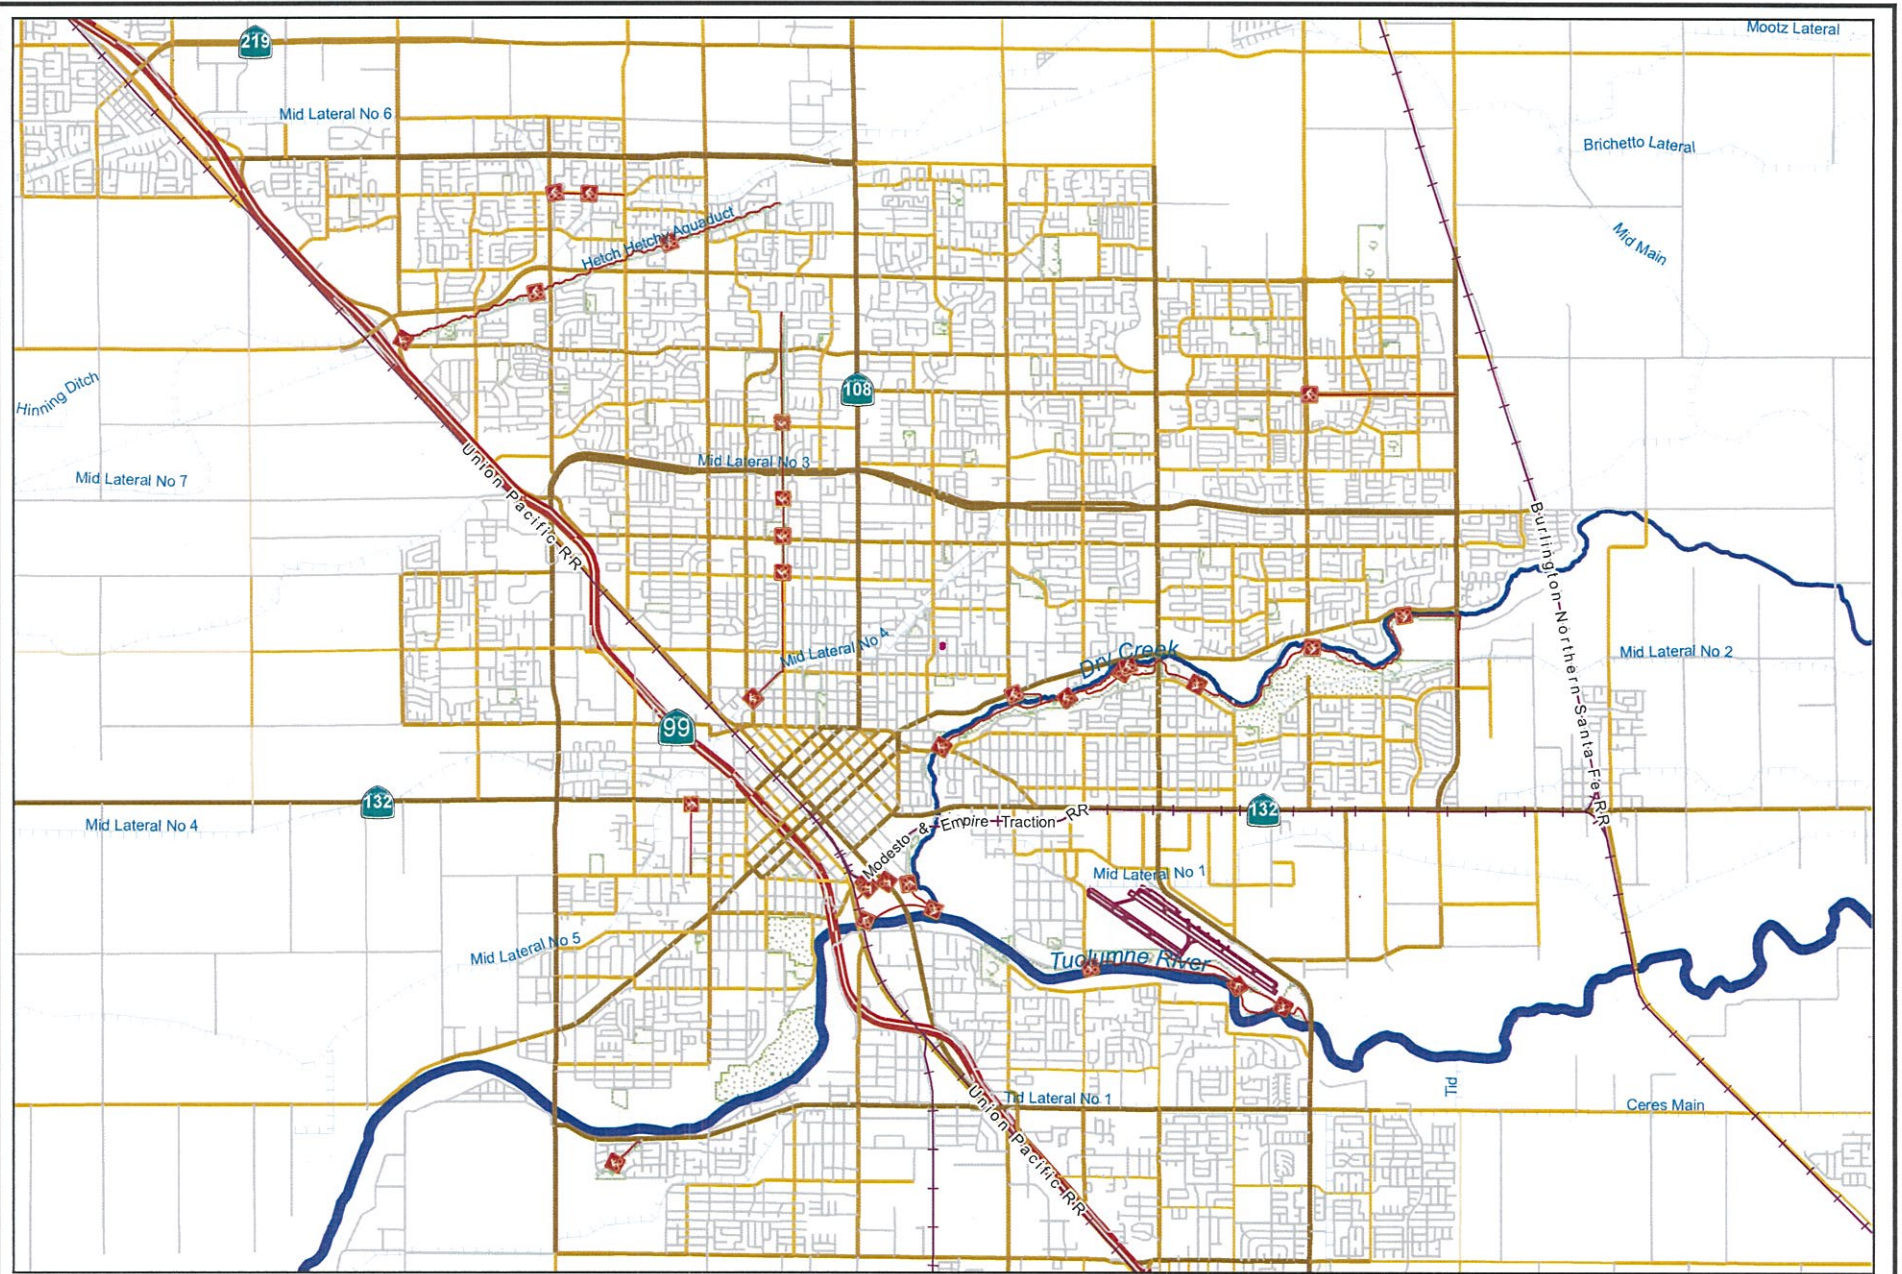 Mootz Lateral
219
Mid Lateral No 6
Brichetto Lateral
Hetch Hetchy Aquaduct
Mid Main
Hinning Ditch
108
Mid Lateral No 3
Union Pacific RR
Mid Lateral No 7
Burlington Northern Santa Fe RR
Mid Lateral No 4
Dry Creek
Mid Lateral No 2
99
132
132
Mid Lateral No 4
Modesto & Empire Traction RR
Mid Lateral No 1
Mid Lateral No 5
Tuolumne River
Tid
Tid Lateral No 1
Ceres Main
Union Pacific RR